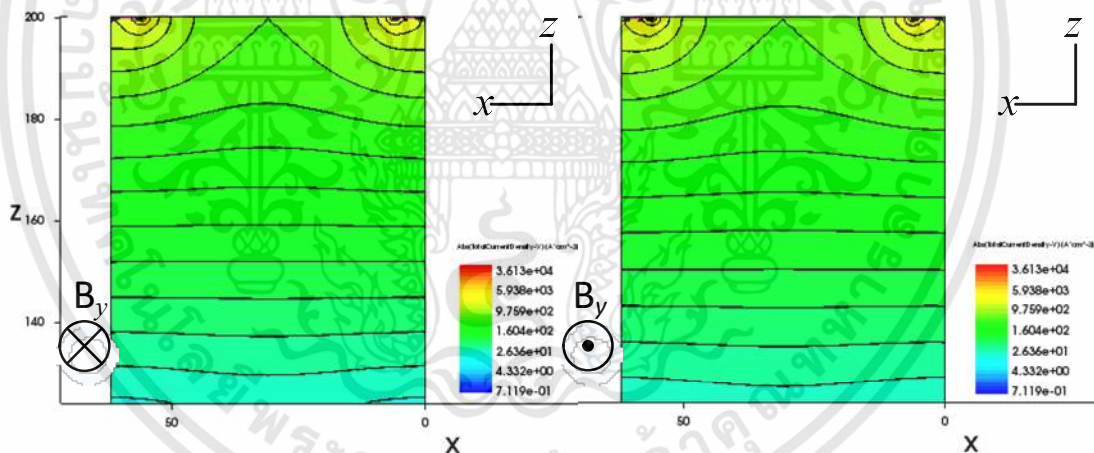 200
180
z 160
140
50
0
X
z
x
B_y
Abs(TotalCurrentDensity-V) (A*cm^-2)
3.613e+04
5.938e+03
9.759e+02
1.604e+02
2.636e+01
4.332e+00
7.119e-01
z
x
B_y
50
0
X
Abs(TotalCurrentDensity-V) (A*cm^-2)
3.613e+04
5.938e+03
9.759e+02
1.604e+02
2.636e+01
4.332e+00
7.119e-01